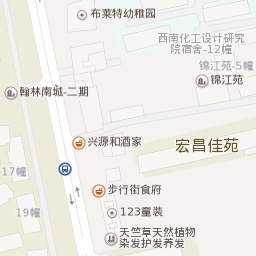 布莱特幼稚园
西南化工设计研究
院宿舍-12幢
锦江苑-5幢
锦江苑
翰林南城-二期
兴源和酒家
宏昌佳苑
17幢
步行街食府
19幢
123童装
天竺草天然植物
染发护发养发